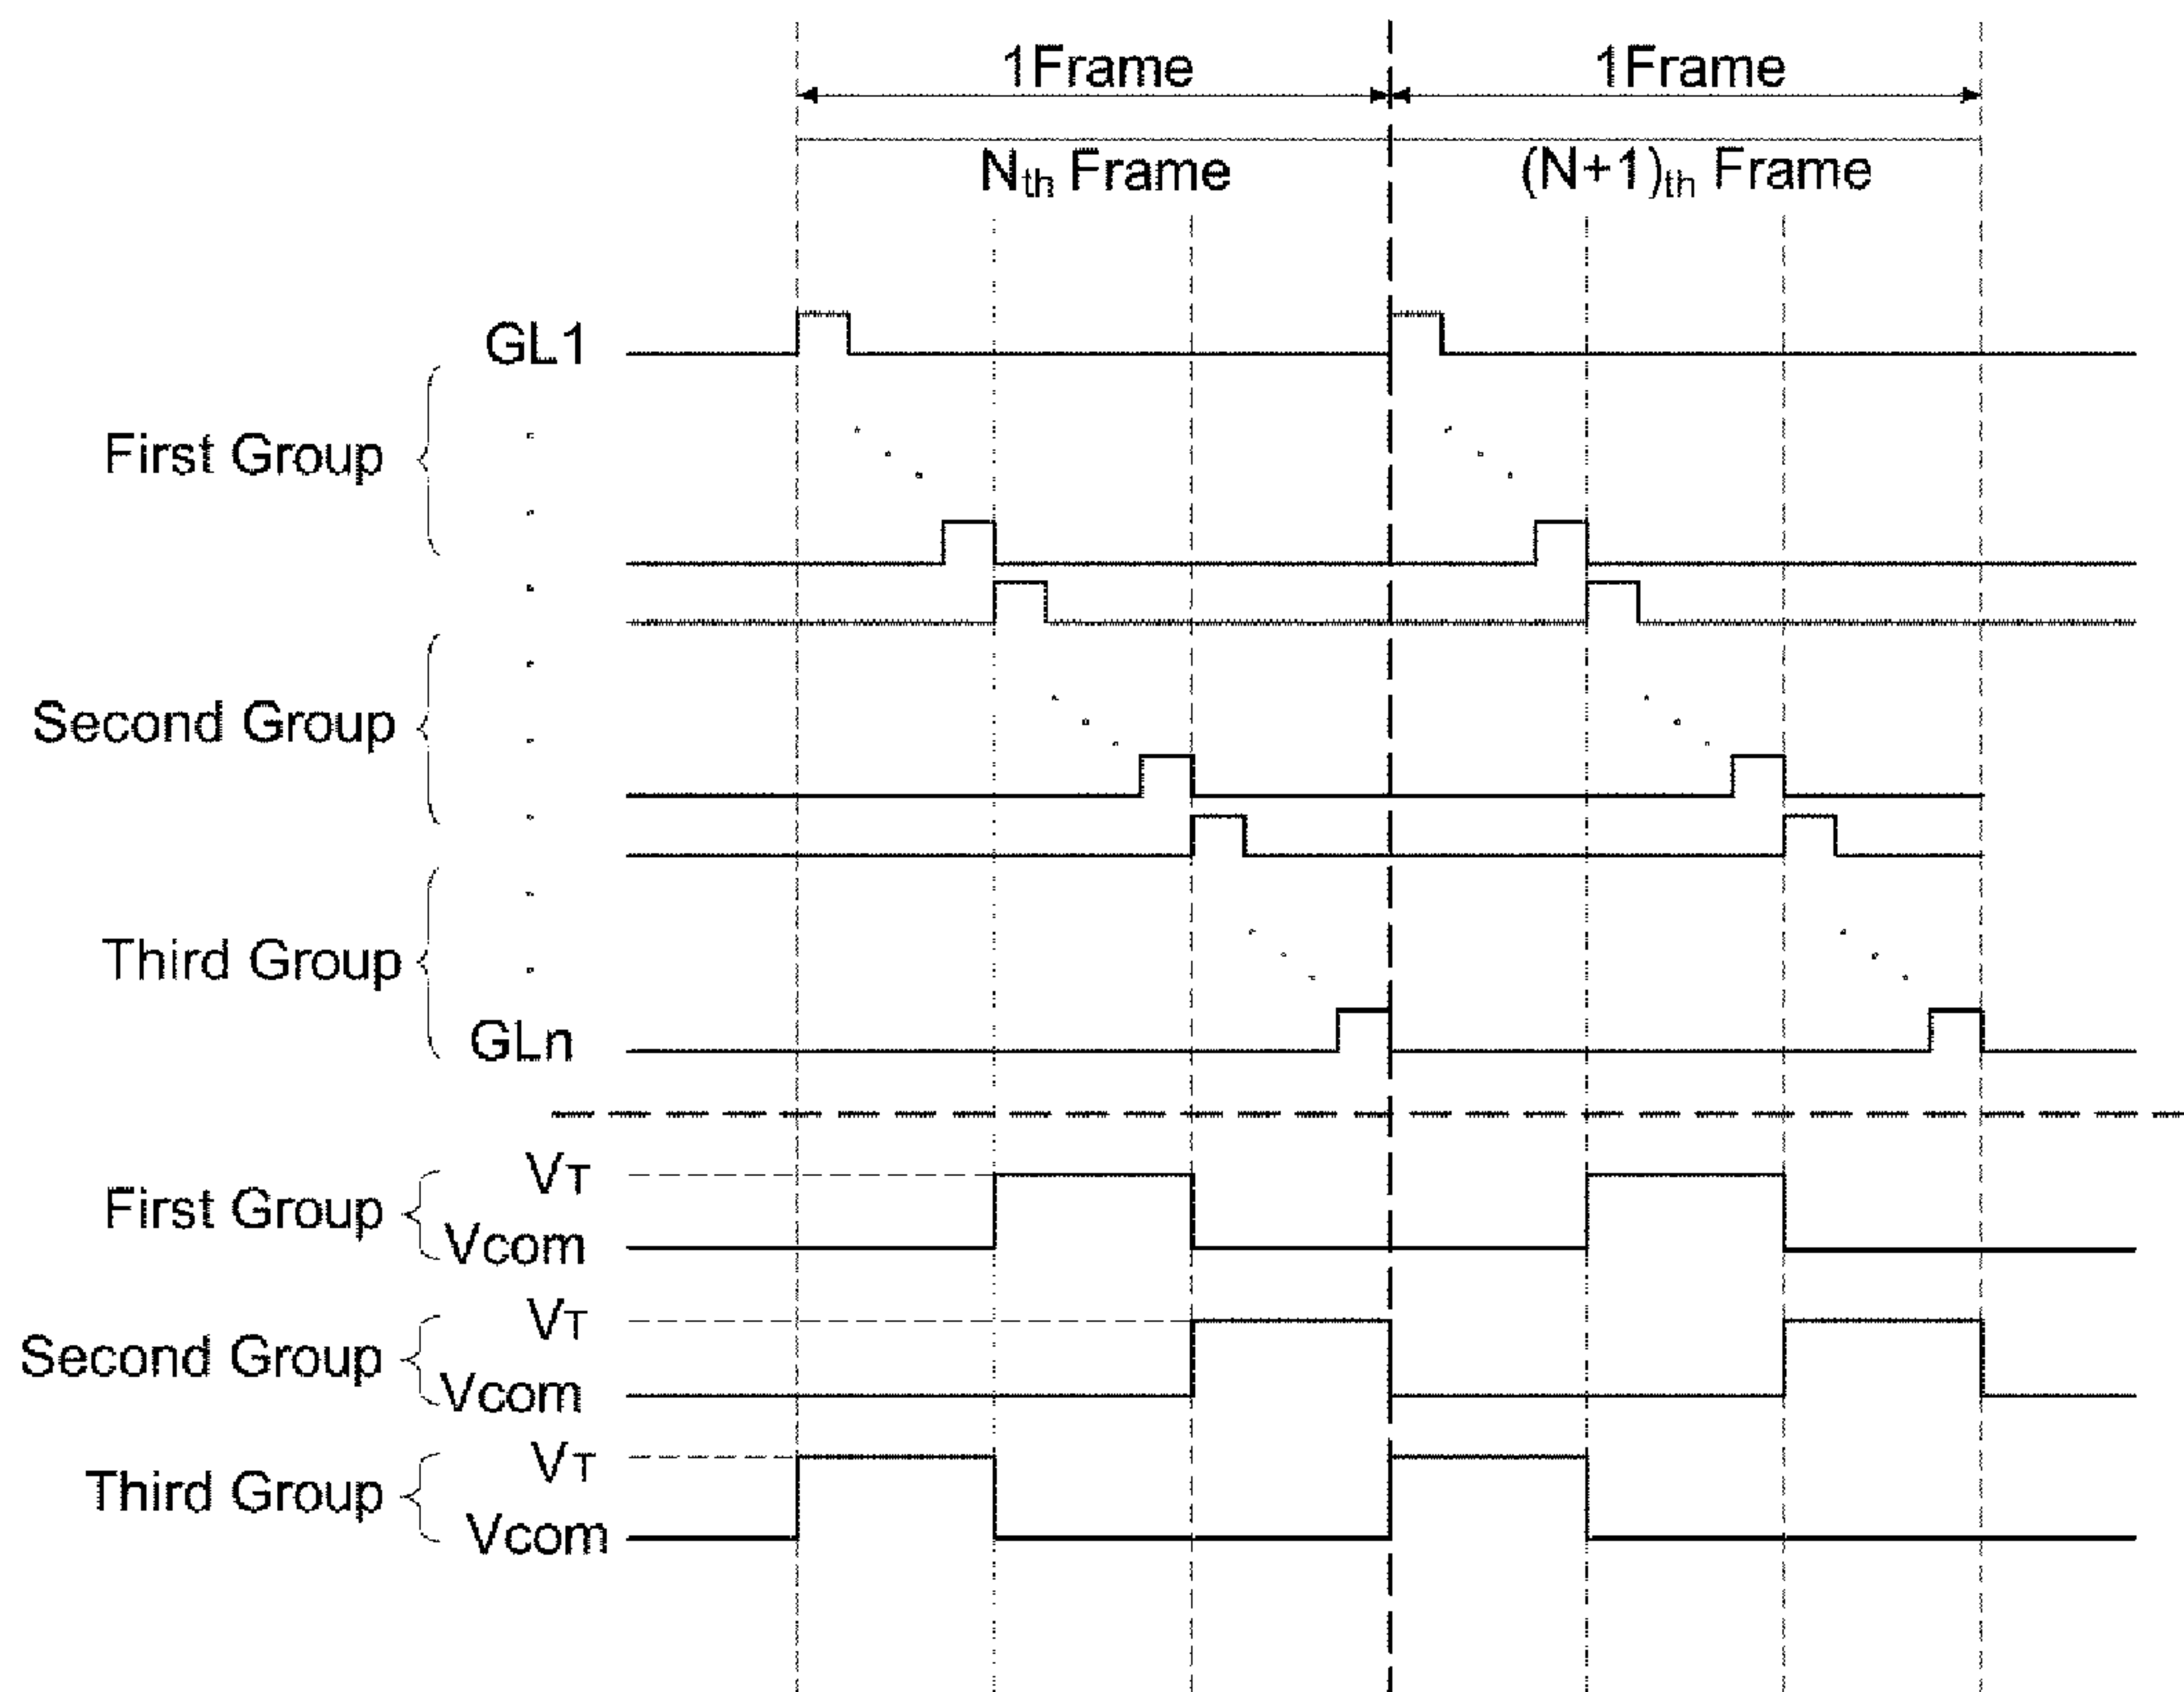 1Frame 1Frame
Nth Frame (N+1)th Frame
GL1
First Group
Second Group
Third Group
GLn
VT
First Group
Vcom
VT
Second Group
Vcom
VT
Third Group
Vcom